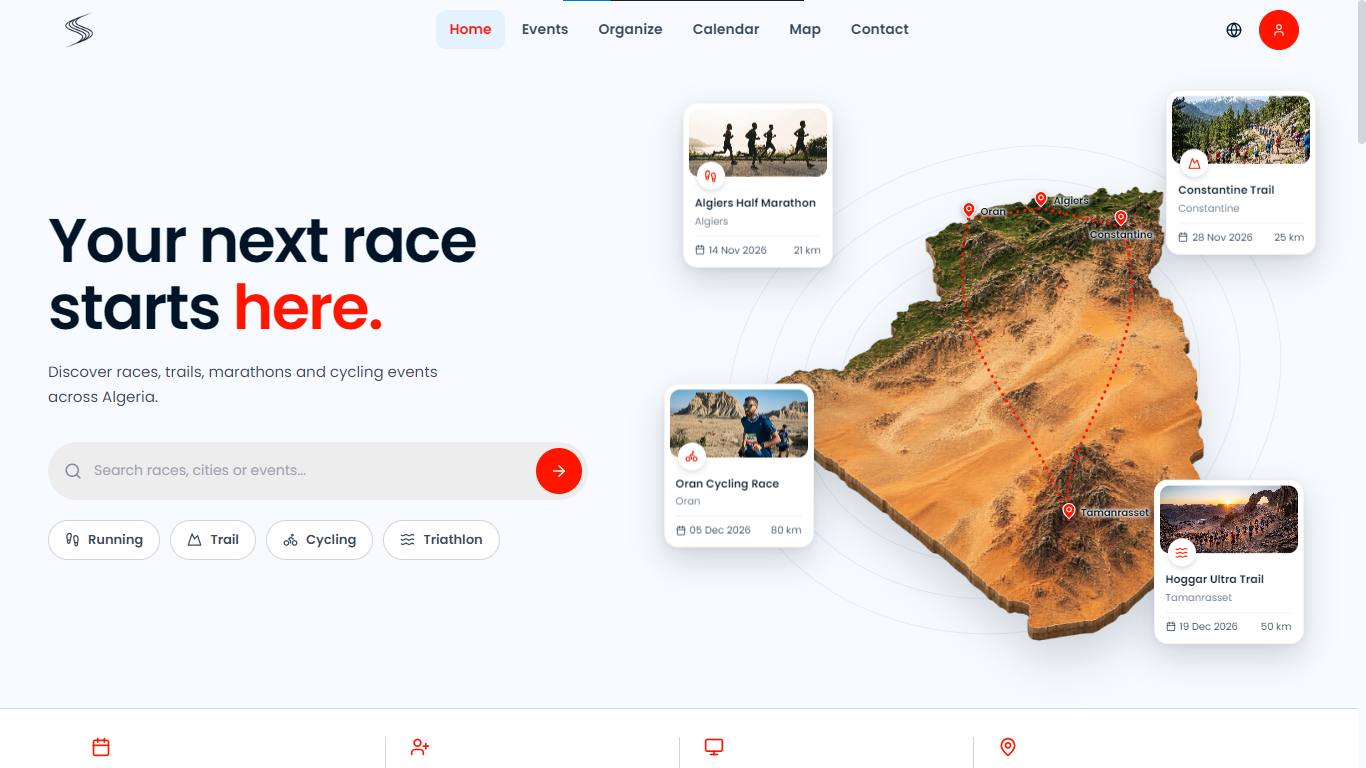 Home
Events
Organize
Calendar
Map
Contact
Your next race
starts here.
Discover races, trails, marathons and cycling events
across Algeria.
Search races, cities or events...
Running
Trail
Cycling
Triathlon
Algiers Half Marathon
Algiers
14 Nov 2026
21 km
Constantine Trail
Constantine
28 Nov 2026
25 km
Oran
Algiers
Constantine
Tamanrasset
Oran Cycling Race
Oran
05 Dec 2026
80 km
Hoggar Ultra Trail
Tamanrasset
19 Dec 2026
50 km